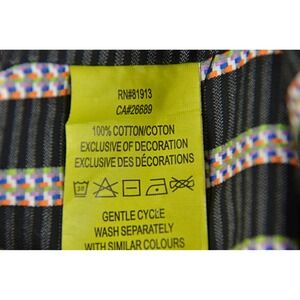 RN#81913
CA#26689
100% COTTON/COTON
EXCLUSIVE OF DECORATION
EXCLUSIVE DES DÉCORATIONS
GENTLE CYCLE
WASH SEPARATELY
WITH SIMILAR COLOURS